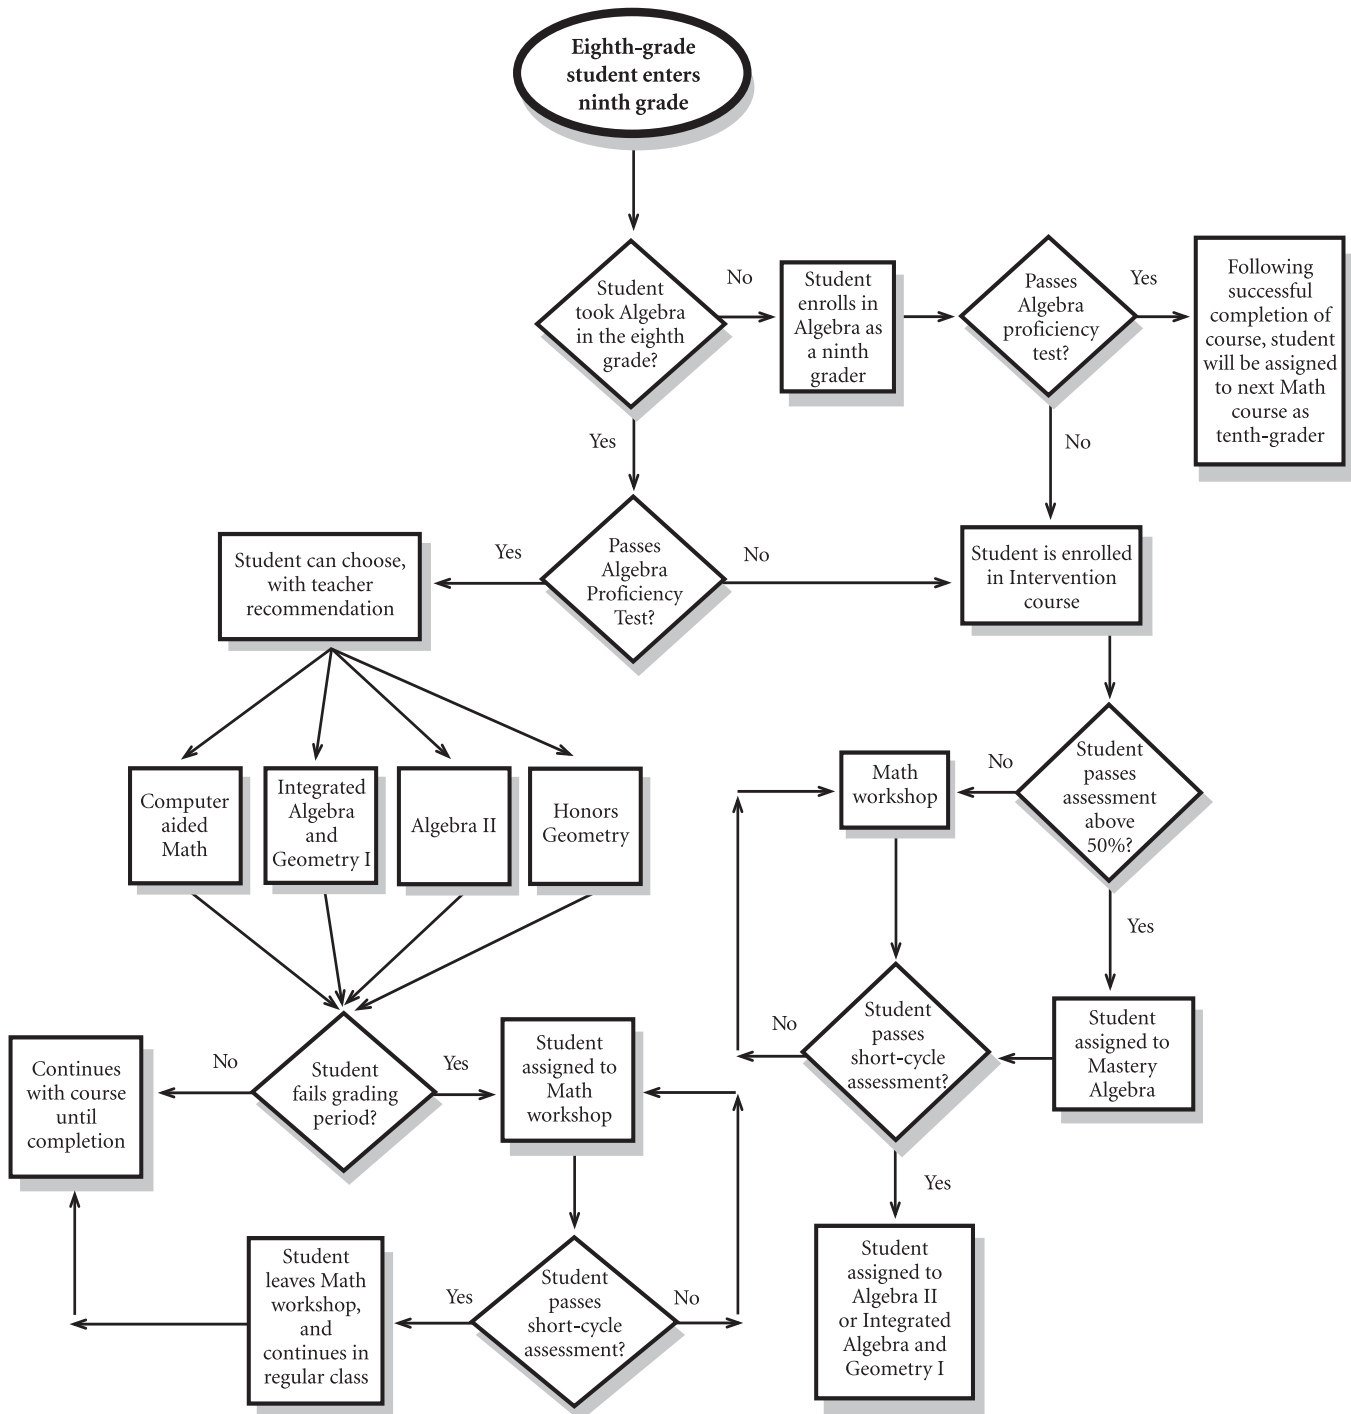 Eighth-grade
student enters
ninth grade
Student
took Algebra
in the eighth
grade?
No
Student
enrolls in
Algebra as
a ninth
grader
Passes
Algebra
proficiency
test?
Yes
Following
successful
completion of
course, student
will be assigned
to next Math
course as
tenth-grader
Yes
No
Student can choose,
with teacher
recommendation
Yes
Passes
Algebra
Proficiency
Test?
No
Student is enrolled
in Intervention
course
Computer
aided
Math
Integrated
Algebra
and
Geometry I
Algebra II
Honors
Geometry
Math
workshop
No
Student
passes
assessment
above
50%?
Yes
Continues
with course
until
completion
No
Student
fails grading
period?
Yes
Student
assigned to
Math
workshop
No
Student
passes
short-cycle
assessment?
Student
assigned to
Mastery
Algebra
Yes
Student
leaves Math
workshop,
and
continues in
regular class
Yes
Student
passes
short-cycle
assessment?
No
Student
assigned to
Algebra II
or Integrated
Algebra and
Geometry I